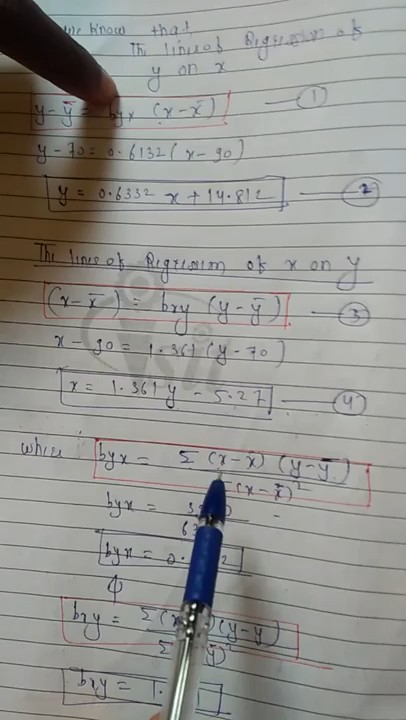 we know that,
The line of Regression of
y on x
y - ȳ = byx (x - x̄) — 1
y - 70 = 0.6132 (x - 90)
y = 0.6332 x + 14.812 — 2
The line of Regression of x on y
(x - x̄) = bxy (y - ȳ) — 3
x - 90 = 1.361 (y - 70)
x = 1.361 y - 5.27 — 4
where byx = Σ (x - x̄) (y - ȳ)
(x - x̄)²
byx =
byx = 0.
&
bxy = Σ (y - y)
Σ ȳ)²
bxy = 1.